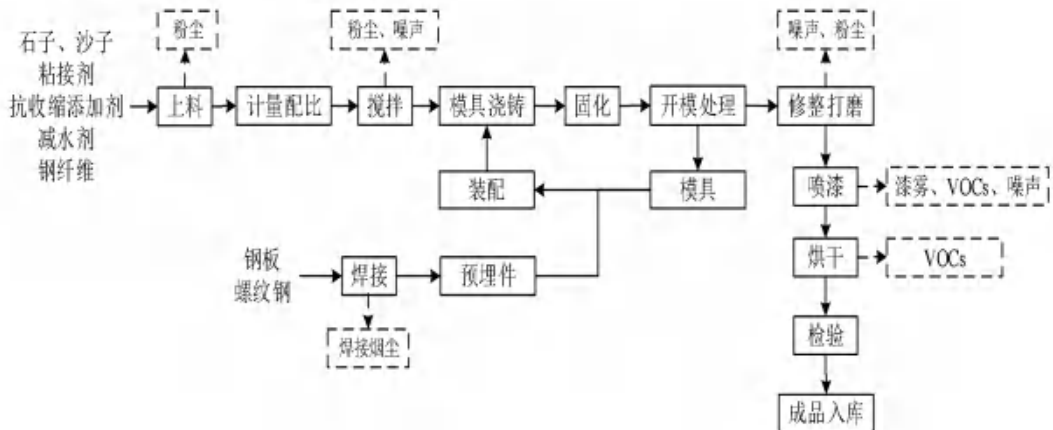 粉尘
粉尘、噪声
噪声、粉尘
石子、沙子
粘接剂
抗收缩添加剂
减水剂
钢纤维
上料
计量配比
搅拌
模具浇铸
固化
开模处理
修整打磨
装配
模具
喷漆
漆雾、VOCs、噪声
钢板
螺纹钢
焊接
预埋件
烘干
VOCs
焊接烟尘
检验
成品入库